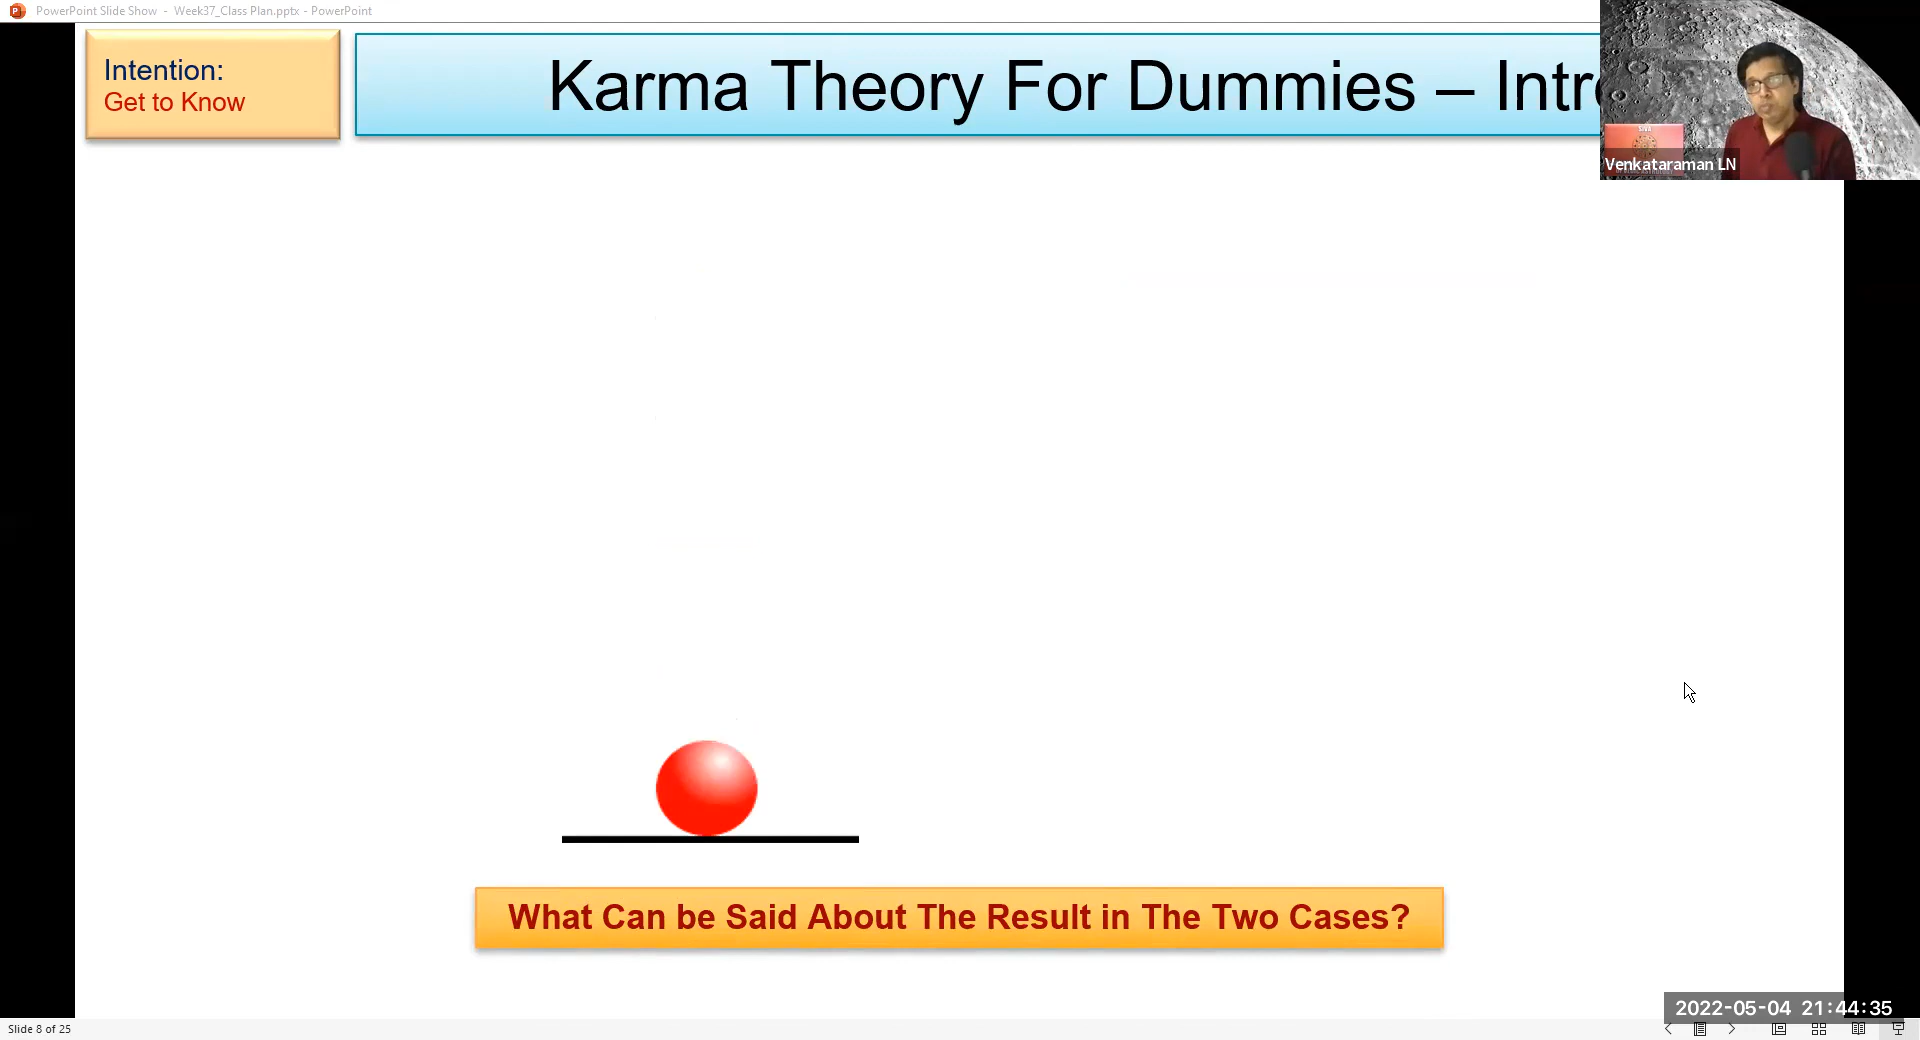 PowerPoint Slide Show - Week37_Class Plan.pptx - PowerPoint
Intention:
Get to Know
Karma Theory For Dummies – Intr
Venkataraman LN
What Can be Said About The Result in The Two Cases?
2022-05-04 21:44:35
Slide 8 of 25